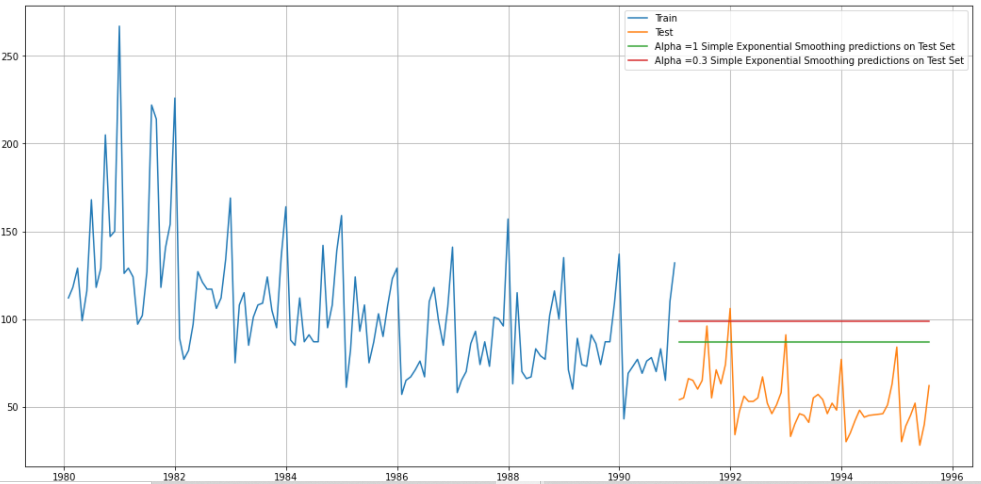 Train
Test
Alpha =1 Simple Exponential Smoothing predictions on Test Set
Alpha =0.3 Simple Exponential Smoothing predictions on Test Set
250
200
150
100
50
1980 1982 1984 1986 1988 1990 1992 1994 1996